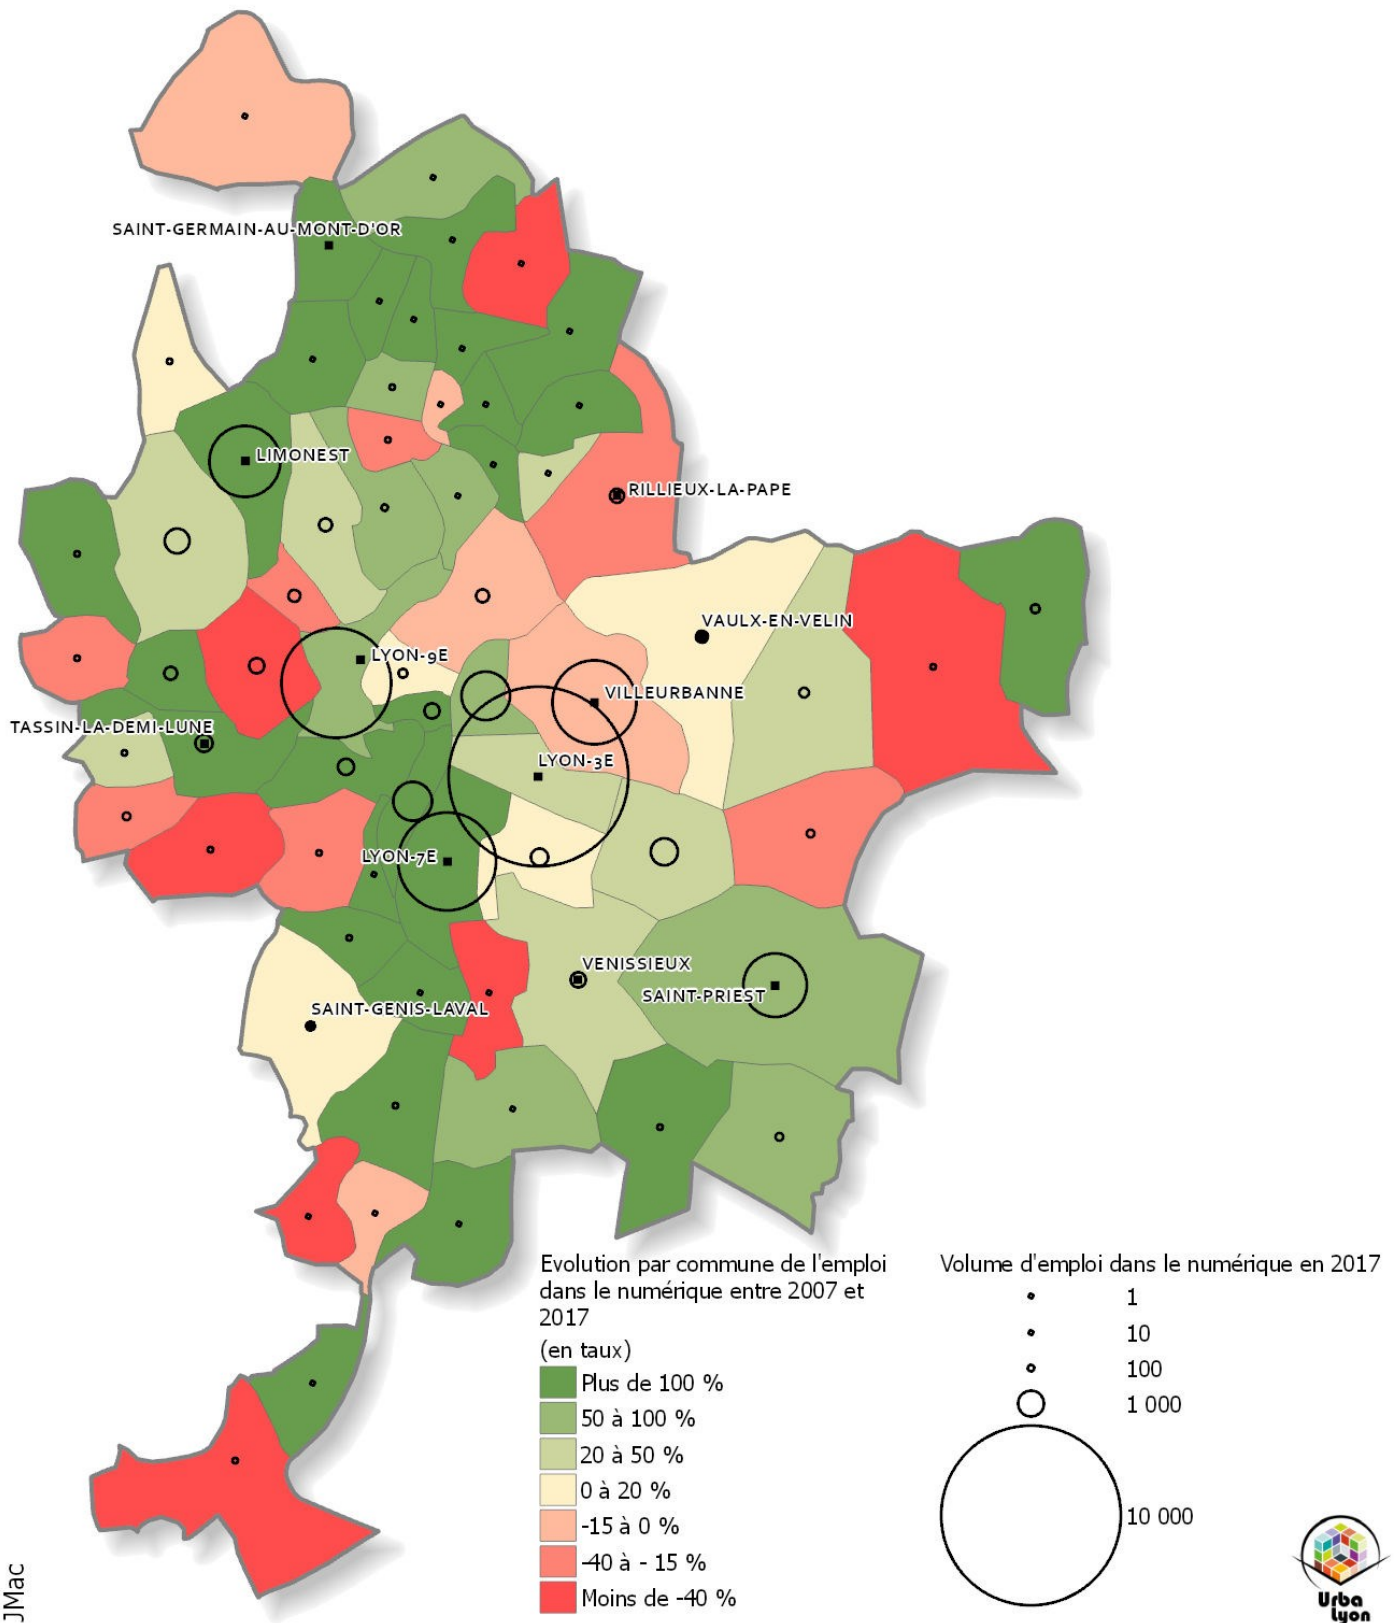 SAINT-GERMAIN-AU-MONT-D'OR
LIMONEST
RILLIEUX-LA-PAPE
VAULX-EN-VELIN
LYON-9E
VILLEURBANNE
TASSIN-LA-DEMI-LUNE
LYON-3E
LYON-7E
VENISSIEUX
SAINT-PRIEST
SAINT-GENIS-LAVAL
Evolution par commune de l'emploi
dans le numérique entre 2007 et
2017
(en taux)
Plus de 100 %
50 à 100 %
20 à 50 %
0 à 20 %
-15 à 0 %
-40 à - 15 %
Moins de -40 %
Volume d'emploi dans le numérique en 2017
1
10
100
1 000
10 000
JMac
Urba
Lyon